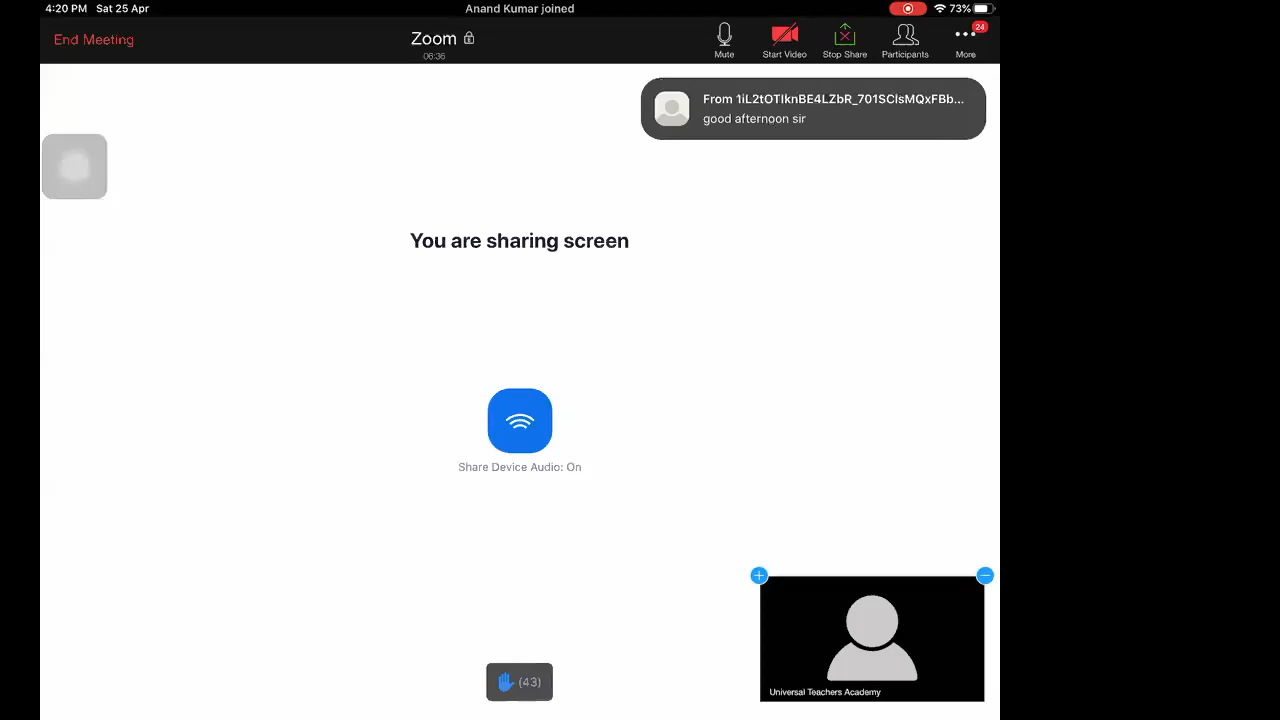 4:20 PM Sat 25 Apr
Anand Kumar joined
73%
End Meeting
Zoom
06:36
Mute
Start Video
Stop Share
Participants
24
More
From 1iL2tOTIknBE4LZbR_701SCIsMQxFBb...
good afternoon sir
You are sharing screen
Share Device Audio: On
(43)
Universal Teachers Academy